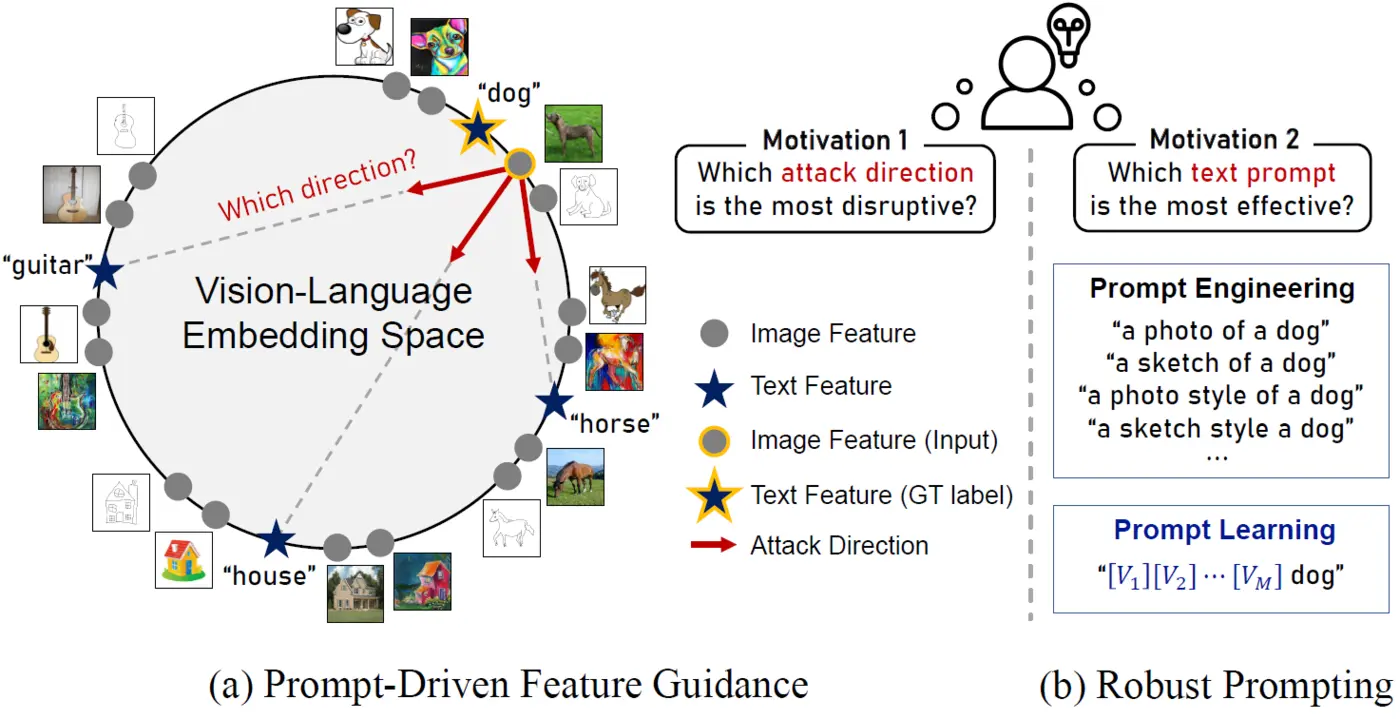 "dog"
Which direction?
"guitar"
Vision-Language
Embedding Space
"horse"
"house"
Motivation 1
Which attack direction
is the most disruptive?
Image Feature
Text Feature
Image Feature (Input)
Text Feature (GT label)
Attack Direction
(a) Prompt-Driven Feature Guidance
Motivation 2
Which text prompt
is the most effective?
Prompt Engineering
"a photo of a dog"
"a sketch of a dog"
"a photo style of a dog"
"a sketch style a dog"
...
Prompt Learning
"[V₁][V₂] ⋯ [V_M] dog"
(b) Robust Prompting